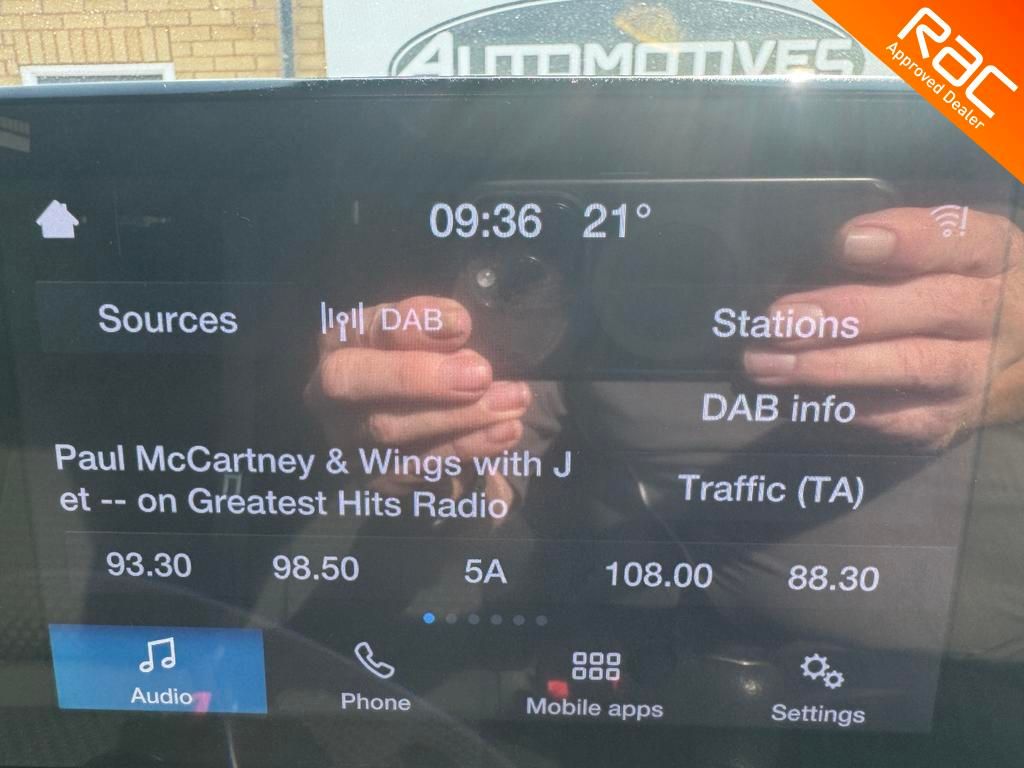 AUTOMOTIVES
RAC
Approved Dealer
09:36 21°
Sources DAB Stations
DAB info
Paul McCartney & Wings with J
et -- on Greatest Hits Radio
Traffic (TA)
93.30 98.50 5A 108.00 88.30
Audio Phone Mobile apps Settings